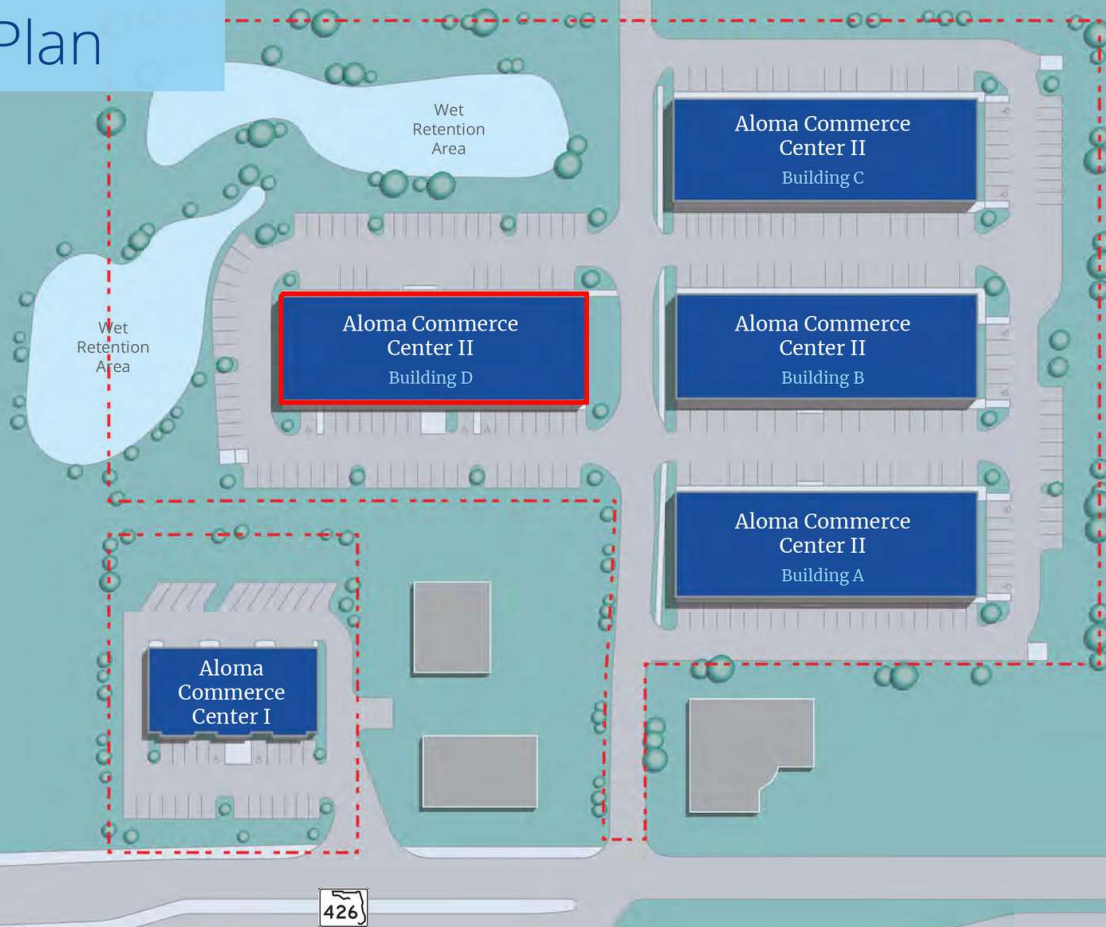 Plan
Wet
Retention
Area
Aloma Commerce
Center II
Building C
Wet
Retention
Area
Aloma Commerce
Center II
Building D
Aloma Commerce
Center II
Building B
Aloma Commerce
Center II
Building A
Aloma
Commerce
Center I
426